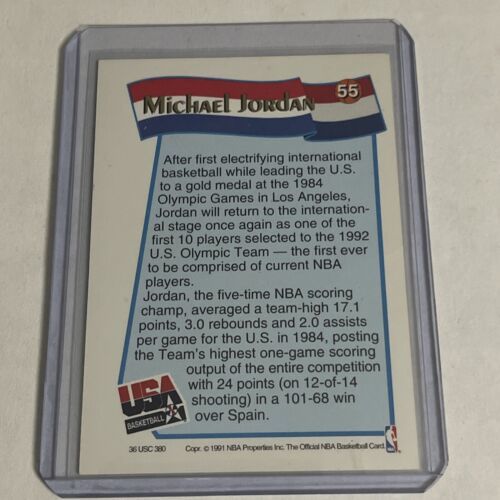 55
Michael Jordan
After first electrifying international
basketball while leading the U.S.
to a gold medal at the 1984
Olympic Games in Los Angeles,
Jordan will return to the internation-
al stage once again as one of the
first 10 players selected to the 1992
U.S. Olympic Team — the first ever
to be comprised of current NBA
players.
Jordan, the five-time NBA scoring
champ, averaged a team-high 17.1
points, 3.0 rebounds and 2.0 assists
per game for the U.S. in 1984, posting
the Team's highest one-game scoring
output of the entire competition
with 24 points (on 12-of-14
shooting) in a 101-68 win
over Spain.
USA
BASKETBALL
36 USC 380
Copr. © 1991 NBA Properties Inc. The Official NBA Basketball Card.